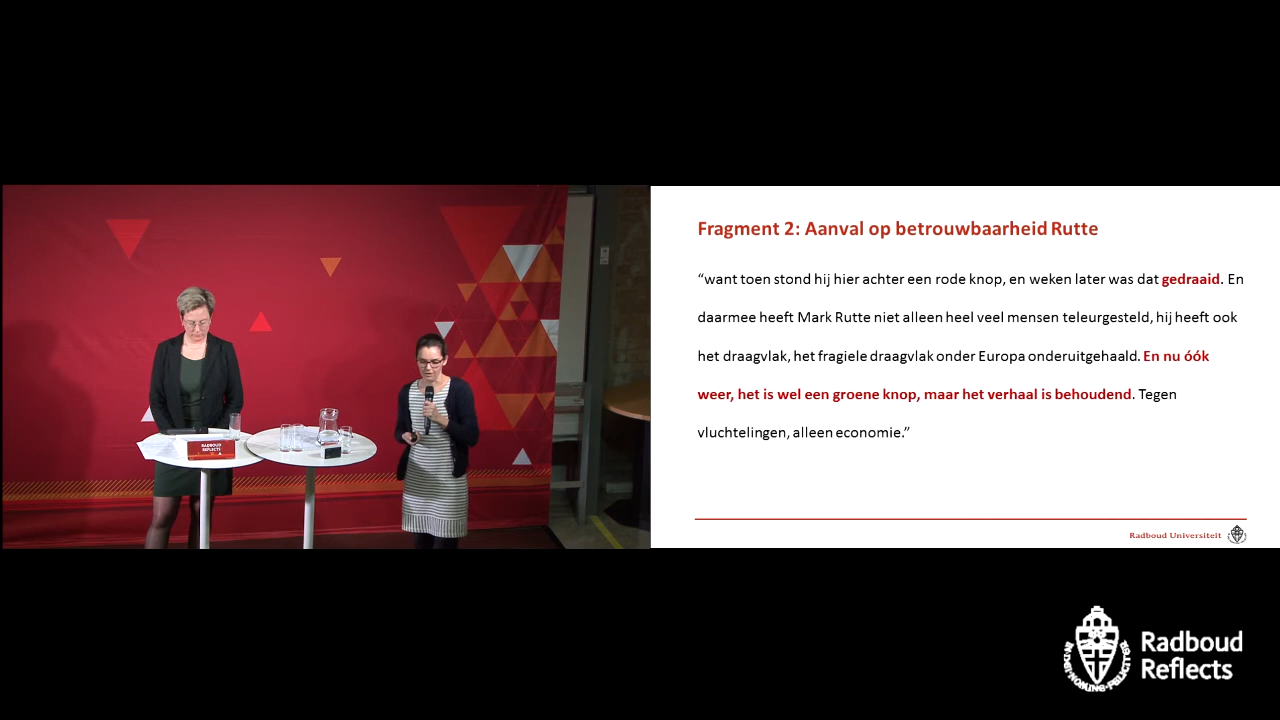 Fragment 2: Aanval op betrouwbaarheid Rutte
“want toen stond hij hier achter een rode knop, en weken later was dat gedraaid. En
daarmee heeft Mark Rutte niet alleen heel veel mensen teleurgesteld, hij heeft ook
het draagvlak, het fragiele draagvlak onder Europa onderuitgehaald. En nu óók
weer, het is wel een groene knop, maar het verhaal is behoudend. Tegen
vluchtelingen, alleen economie.”
Radboud Universiteit
RADBOUD
REFLECTS
Radboud
Reflects